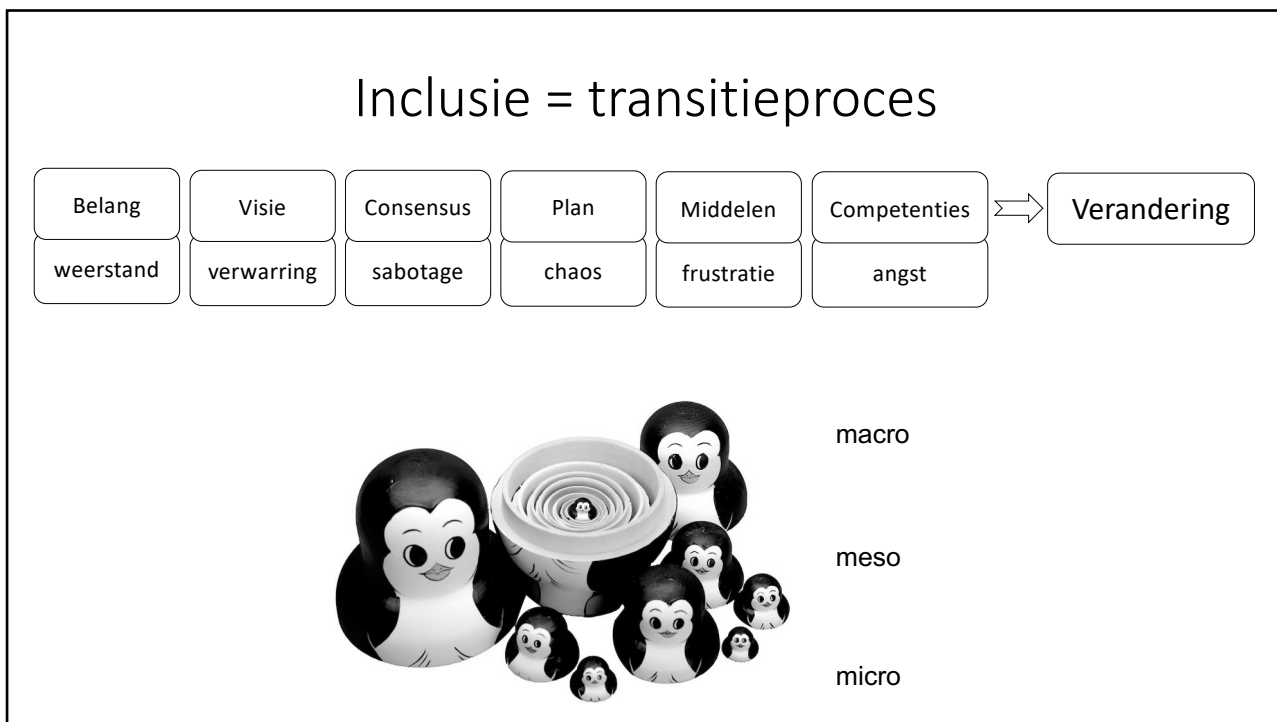 Inclusie = transitieproces
Belang Visie Consensus Plan Middelen Competenties Verandering
weerstand verwarring sabotage chaos frustratie angst
macro
meso
micro